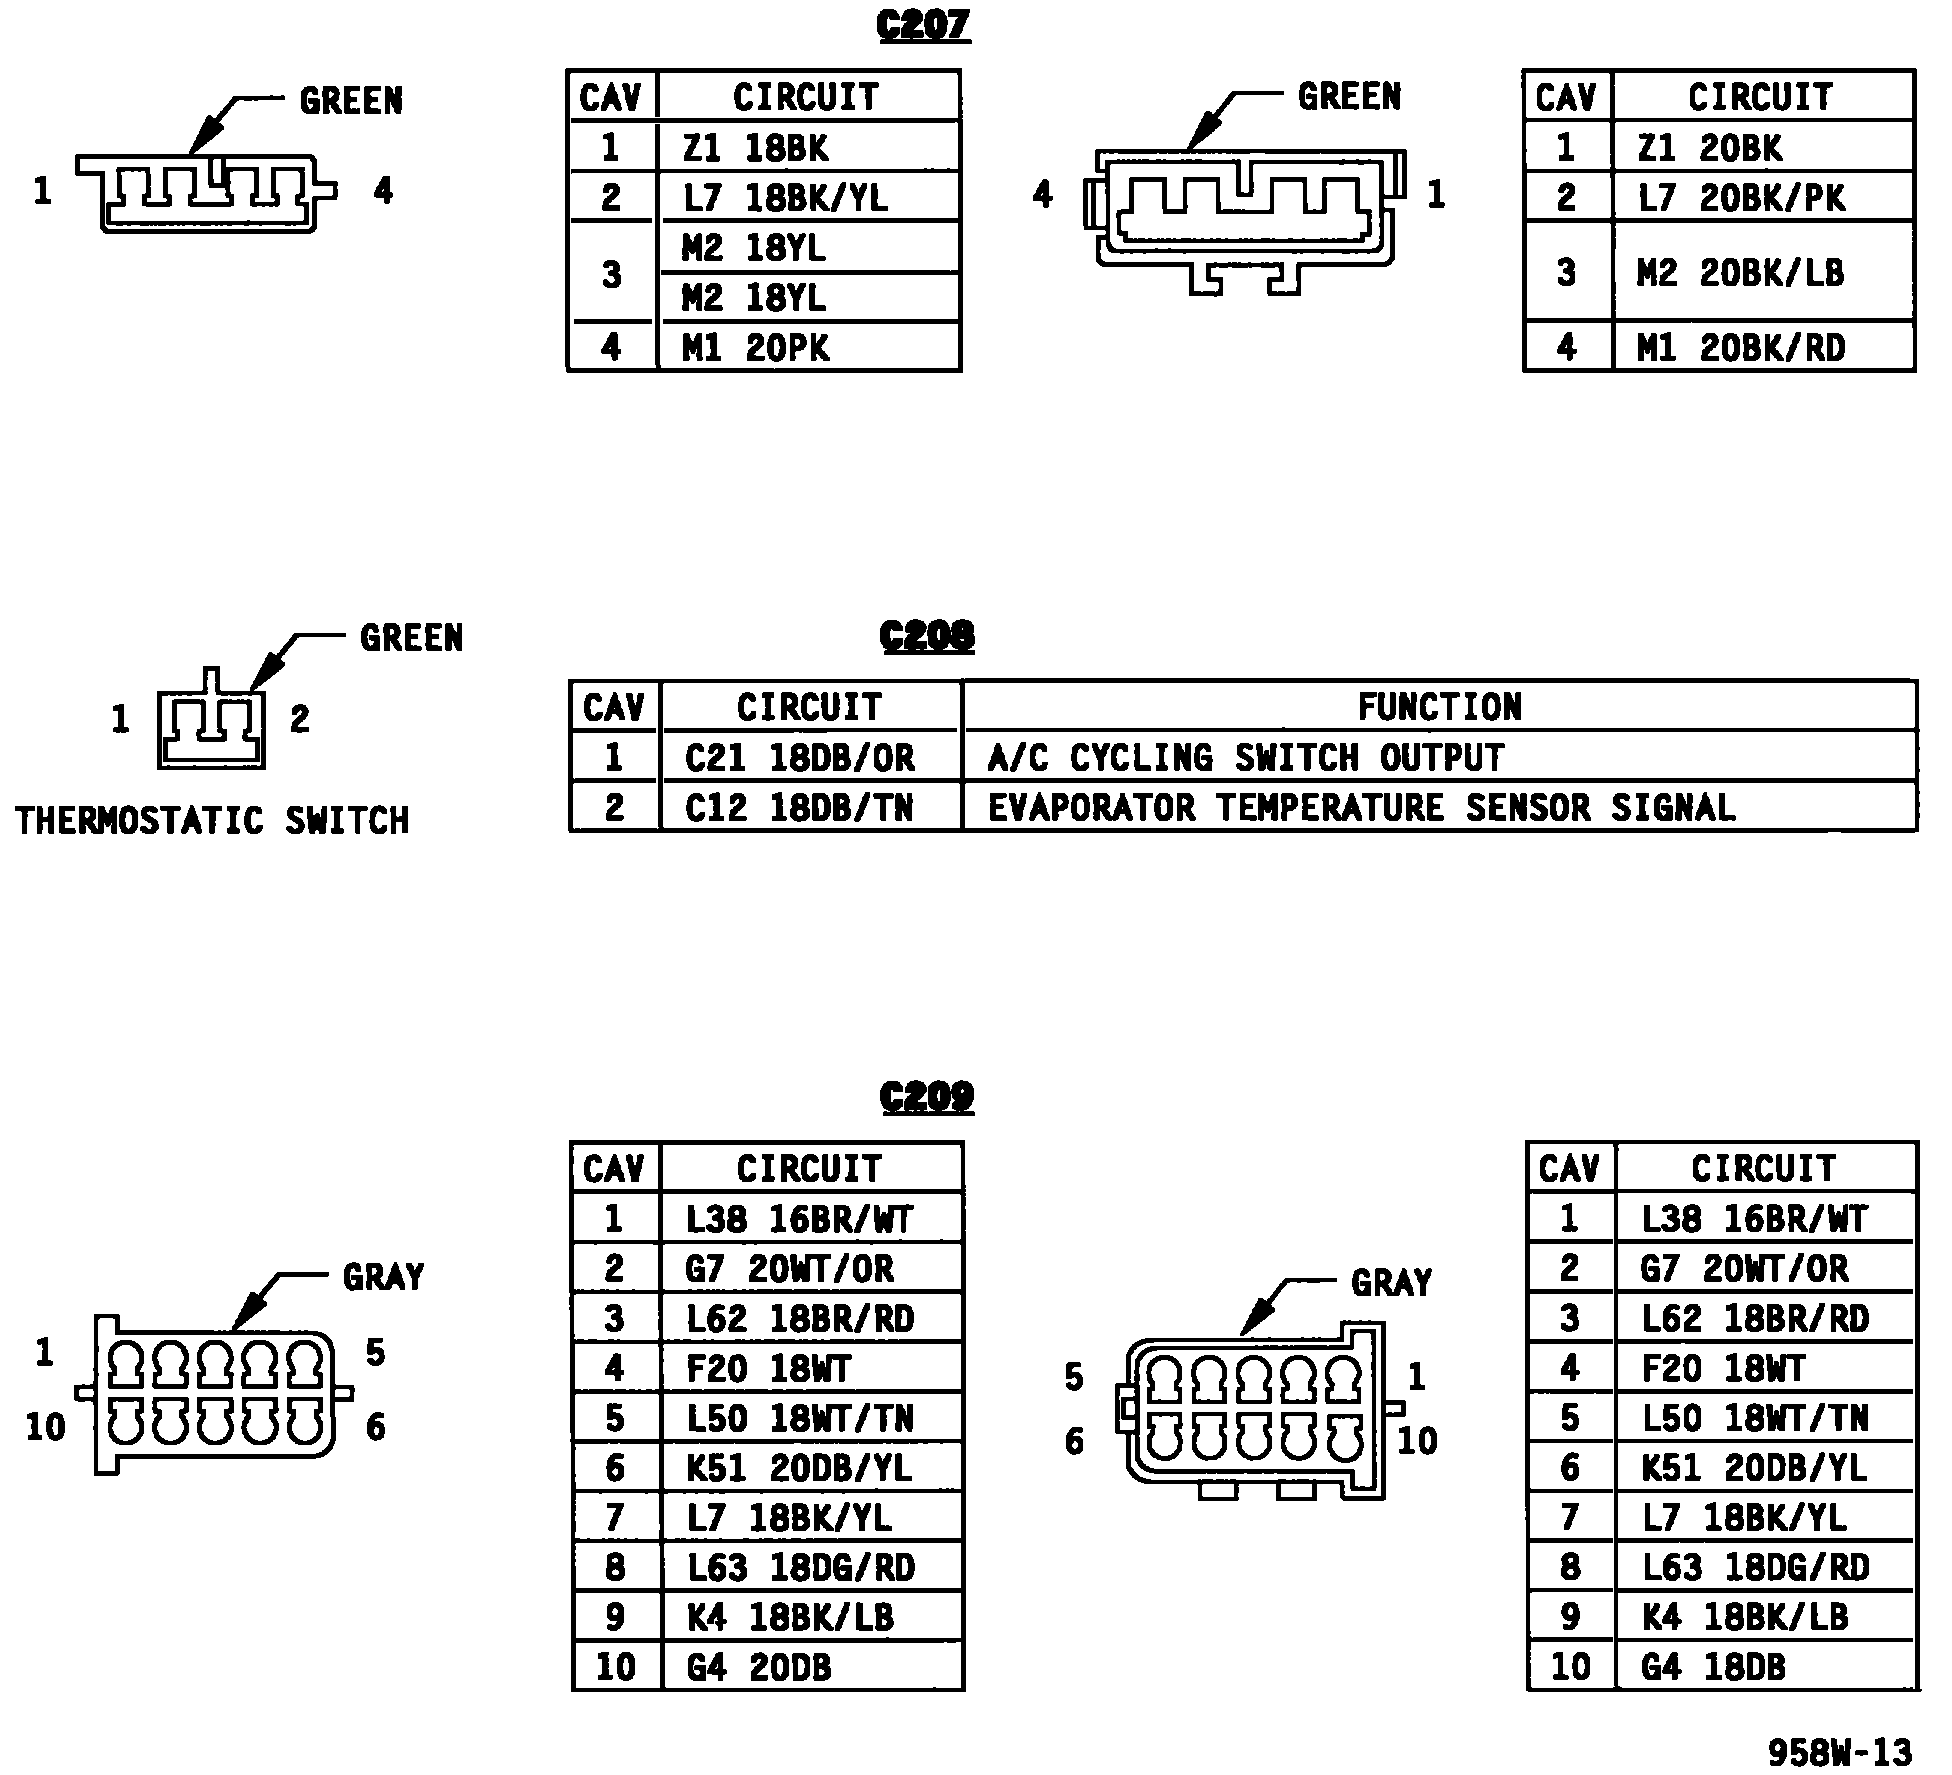 C207
GREEN
1
4
CAV CIRCUIT
1 Z1 18BK
2 L7 18BK/YL
3 M2 18YL
M2 18YL
4 M1 20PK
GREEN
4
1
CAV CIRCUIT
1 Z1 20BK
2 L7 20BK/PK
3 M2 20BK/LB
4 M1 20BK/RD
C208
GREEN
1
2
THERMOSTATIC SWITCH
CAV CIRCUIT FUNCTION
1 C21 18DB/OR A/C CYCLING SWITCH OUTPUT
2 C12 18DB/TN EVAPORATOR TEMPERATURE SENSOR SIGNAL
C209
GRAY
1
5
10
6
CAV CIRCUIT
1 L38 16BR/WT
2 G7 20WT/OR
3 L62 18BR/RD
4 F20 18WT
5 L50 18WT/TN
6 K51 20DB/YL
7 L7 18BK/YL
8 L63 18DG/RD
9 K4 18BK/LB
10 G4 20DB
GRAY
5
1
6
10
CAV CIRCUIT
1 L38 16BR/WT
2 G7 20WT/OR
3 L62 18BR/RD
4 F20 18WT
5 L50 18WT/TN
6 K51 20DB/YL
7 L7 18BK/YL
8 L63 18DG/RD
9 K4 18BK/LB
10 G4 18DB
958W-13